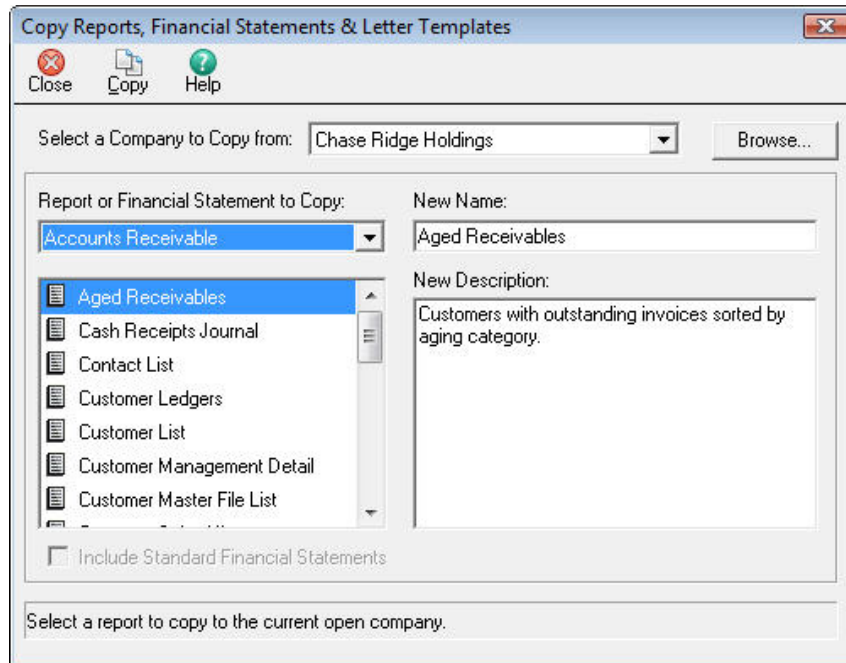 Copy Reports, Financial Statements & Letter Templates
Close Copy Help
Select a Company to Copy from: Chase Ridge Holdings Browse...
Report or Financial Statement to Copy:
Accounts Receivable
Aged Receivables
Cash Receipts Journal
Contact List
Customer Ledgers
Customer List
Customer Management Detail
Customer Master File List
Include Standard Financial Statements
New Name:
Aged Receivables
New Description:
Customers with outstanding invoices sorted by
aging category.
Select a report to copy to the current open company.